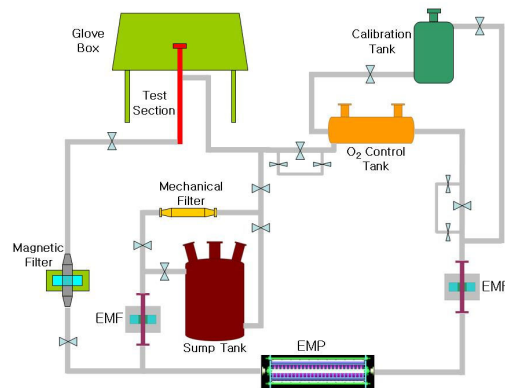 Glove
Box
Calibration
Tank
Test
Section
O2 Control
Tank
Mechanical
Filter
Magnetic
Filter
EMF
EMF
Sump Tank
EMP